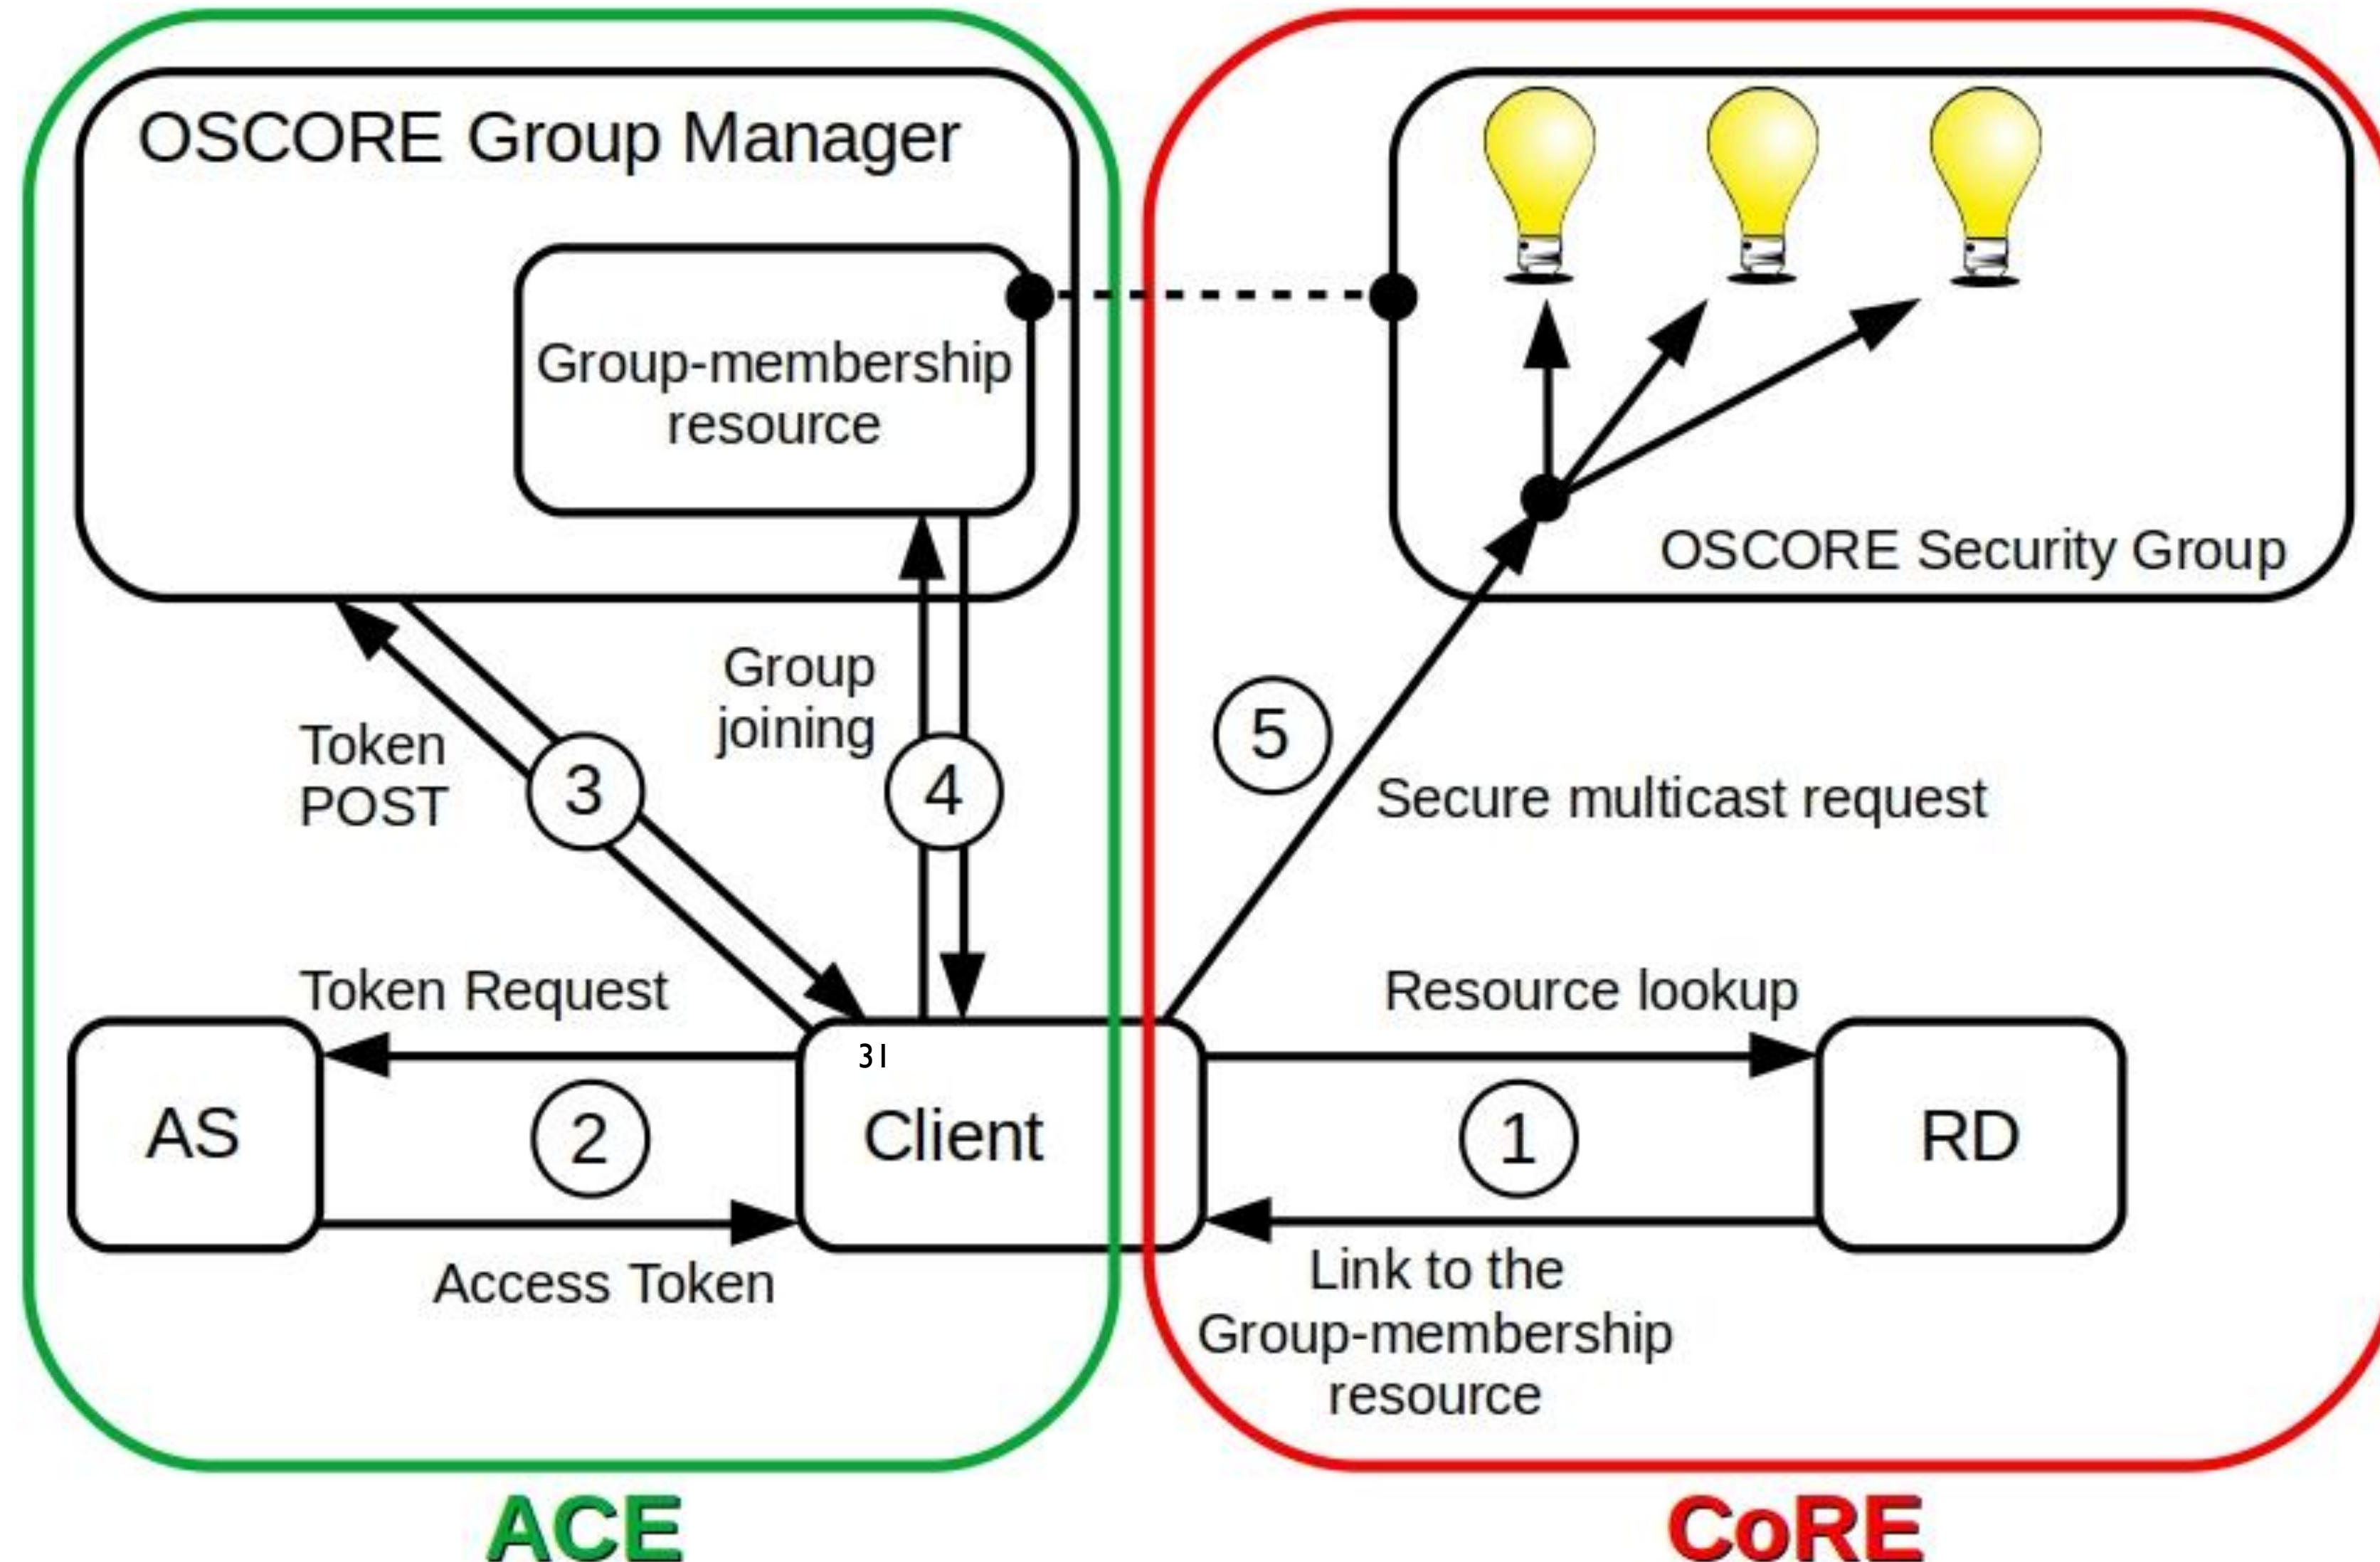 OSCORE Group Manager
Group-membership
resource
OSCORE Security Group
Group
joining
Token
POST
3
4
5
Secure multicast request
Token Request
Resource lookup
31
AS
2
Client
1
RD
Access Token
Link to the
Group-membership
resource
ACE
CoRE